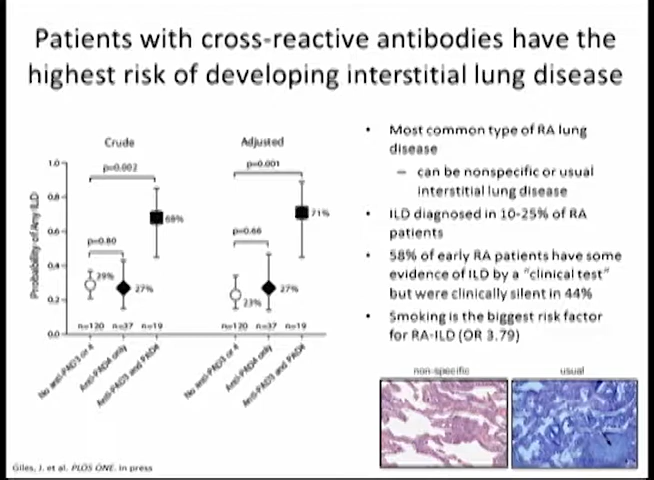 Patients with cross-reactive antibodies have the
highest risk of developing interstitial lung disease
Crude
Adjusted
Probability of Any ILD
1.0
0.8
0.6
0.4
0.2
0.0
p=0.002
p=0.80
29%
27%
68%
n=120 n=37 n=19
No anti-PAD3 or 4
Anti-PAD4 only
Anti-PAD3 and PAD4
p=0.001
p=0.66
23%
27%
71%
n=120 n=37 n=19
No anti-PAD3 or 4
Anti-PAD4 only
Anti-PAD3 and PAD4
• Most common type of RA lung
disease
– can be nonspecific or usual
interstitial lung disease
• ILD diagnosed in 10-25% of RA
patients
• 58% of early RA patients have some
evidence of ILD by a "clinical test"
but were clinically silent in 44%
• Smoking is the biggest risk factor
for RA-ILD (OR 3.79)
non-specific
usual
Giles, J. et al. PLOS ONE. in press